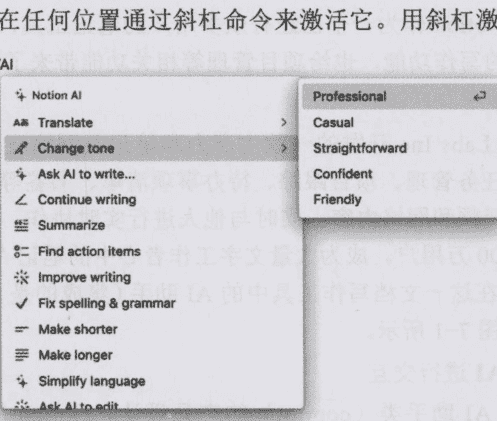 在任何位置通过斜杠命令来激活它。用斜杠激
AI
Notion AI
Translate
Change tone
Ask AI to write...
Continue writing
Summarize
Find action items
Improve writing
Fix spelling & grammar
Make shorter
Make longer
Simplify language
Ask AI to edit
Professional
Casual
Straightforward
Confident
Friendly